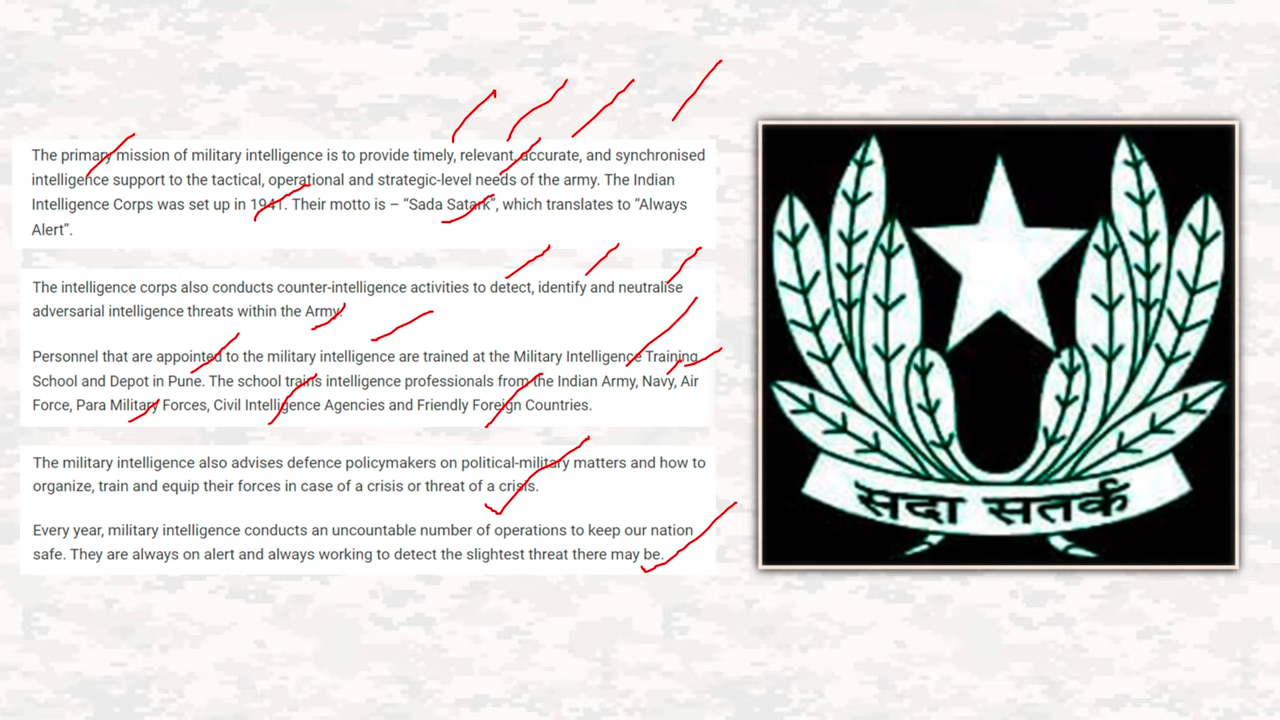 The primary mission of military intelligence is to provide timely, relevant, accurate, and synchronised
intelligence support to the tactical, operational and strategic-level needs of the army. The Indian
Intelligence Corps was set up in 1941. Their motto is – “Sada Satark”, which translates to “Always
Alert”.
The intelligence corps also conducts counter-intelligence activities to detect, identify and neutralise
adversarial intelligence threats within the Army.
Personnel that are appointed to the military intelligence are trained at the Military Intelligence Training
School and Depot in Pune. The school trains intelligence professionals from the Indian Army, Navy, Air
Force, Para Military Forces, Civil Intelligence Agencies and Friendly Foreign Countries.
The military intelligence also advises defence policymakers on political-military matters and how to
organize, train and equip their forces in case of a crisis or threat of a crisis.
Every year, military intelligence conducts an uncountable number of operations to keep our nation
safe. They are always on alert and always working to detect the slightest threat there may be.
सदा सतर्क